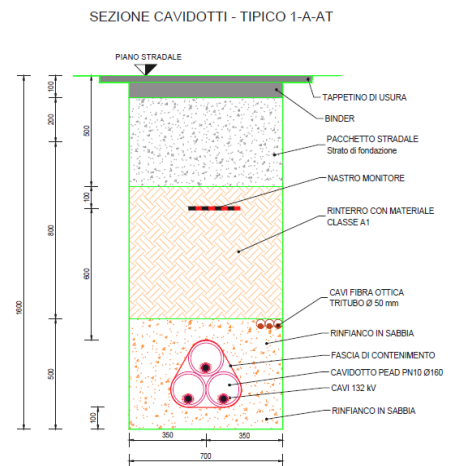 SEZIONE CAVIDOTTI - TIPICO 1-A-AT
PIANO STRADALE
TAPPETINO DI USURA
BINDER
PACCHETTO STRADALE
Strato di fondazione
NASTRO MONITORE
RINTERRO CON MATERIALE
CLASSE A1
CAVI FIBRA OTTICA
TRITUBO Ø 50 mm
RINFIANCO IN SABBIA
FASCIA DI CONTENIMENTO
CAVIDOTTO PEAD PN10 Ø160
CAVI 132 kV
RINFIANCO IN SABBIA
1600
100
200
800
500
500
100
600
100
350
350
700